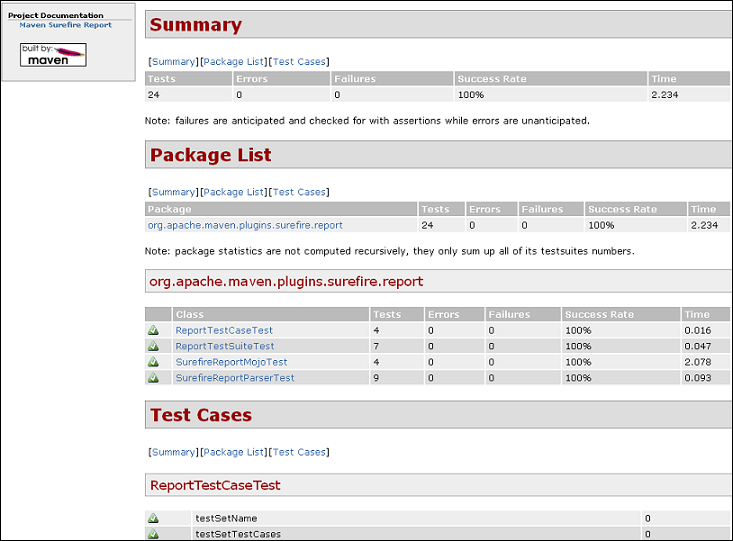 Project Documentation
Maven Surefire Report
built by:
maven
Summary
[Summary][Package List][Test Cases]
Tests Errors Failures Success Rate Time
24 0 0 100% 2.234
Note: failures are anticipated and checked for with assertions while errors are unanticipated.
Package List
[Summary][Package List][Test Cases]
Package Tests Errors Failures Success Rate Time
org.apache.maven.plugins.surefire.report 24 0 0 100% 2.234
Note: package statistics are not computed recursively, they only sum up all of its testsuites numbers.
org.apache.maven.plugins.surefire.report
Class Tests Errors Failures Success Rate Time
ReportTestCaseTest 4 0 0 100% 0.016
ReportTestSuiteTest 7 0 0 100% 0.047
SurefireReportMojoTest 4 0 0 100% 2.078
SurefireReportParserTest 9 0 0 100% 0.093
Test Cases
[Summary][Package List][Test Cases]
ReportTestCaseTest
testSetName 0
testSetTestCases 0